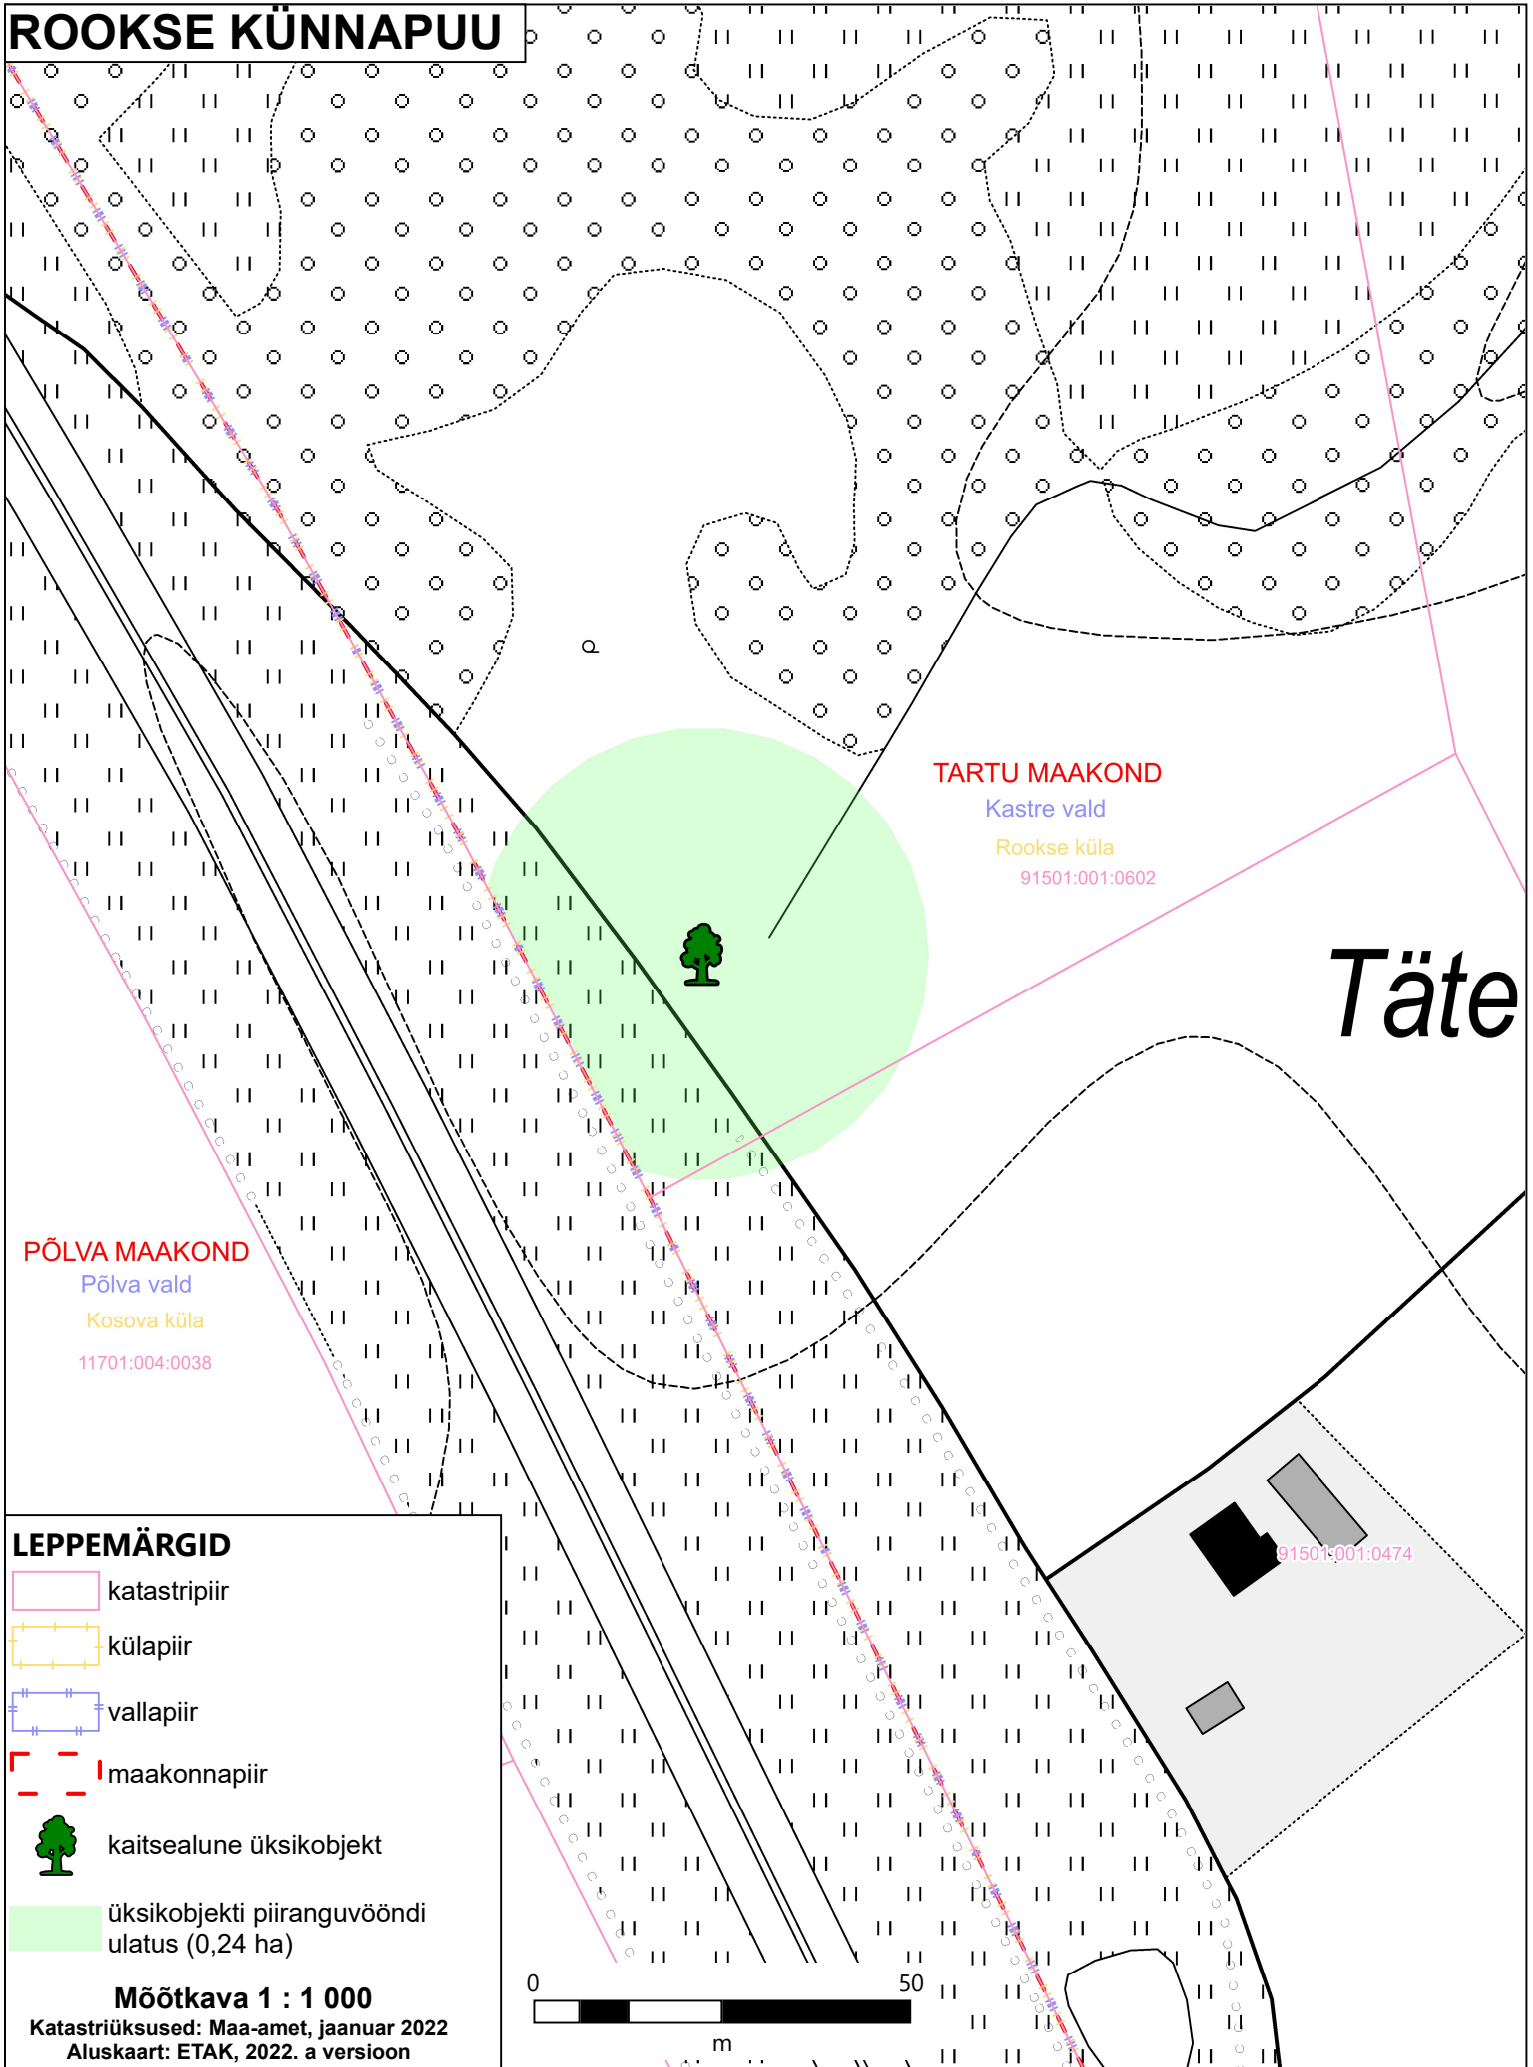 ROOKSE KÜNNAPUU
p
TARTU MAAKOND
Kastre vald
Rookse küla
91501:001:0602
Täte
PÕLVA MAAKOND
Põlva vald
Kosova küla
11701:004:0038
91501:001:0474
LEPPEMÄRGID
katastripiir
külapiir
vallapiir
maakonnapiir
kaitsealune üksikobjekt
üksikobjekti piiranguvööndi
ulatus (0,24 ha)
Mõõtkava 1 : 1 000
Katastriüksused: Maa-amet, jaanuar 2022
Aluskaart: ETAK, 2022. a versioon
0 50
m